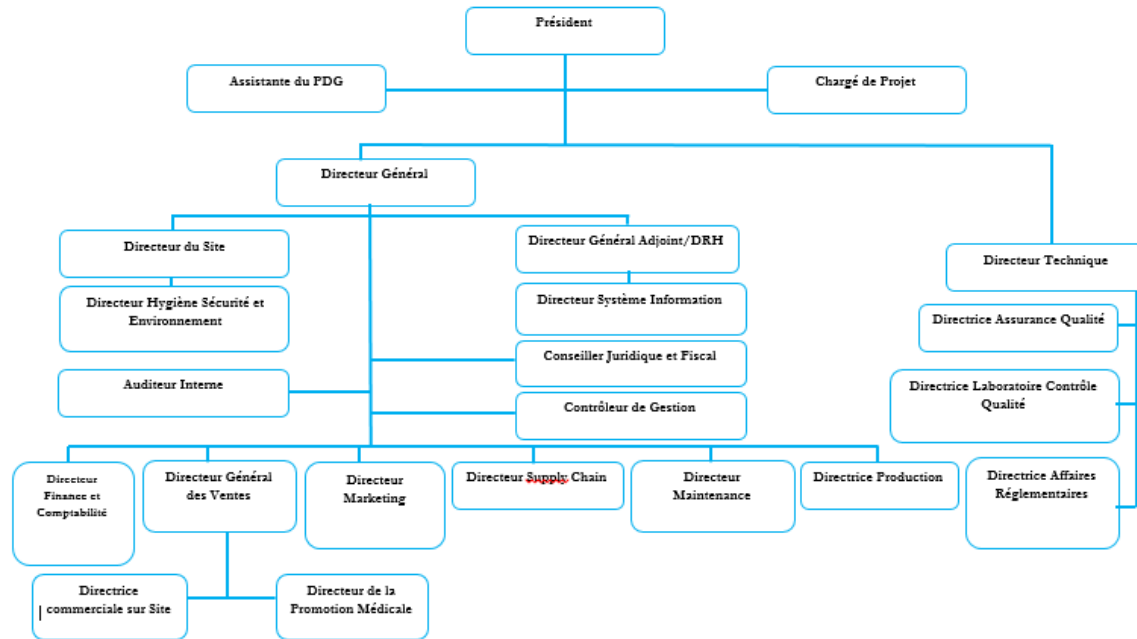 Président
Assistante du PDG
Chargé de Projet
Directeur Général
Directeur du Site
Directeur Général Adjoint/DRH
Directeur Technique
Directeur Hygiène Sécurité et
Environnement
Directeur Système Information
Directrice Assurance Qualité
Conseiller Juridique et Fiscal
Auditeur Interne
Directrice Laboratoire Contrôle
Qualité
Contrôleur de Gestion
Directeur
Finance et
Comptabilité
Directeur Général
des Ventes
Directeur
Marketing
Directeur Supply Chain
Directeur
Maintenance
Directrice Production
Directrice Affaires
Réglementaires
Directrice
commerciale sur Site
Directeur de la
Promotion Médicale